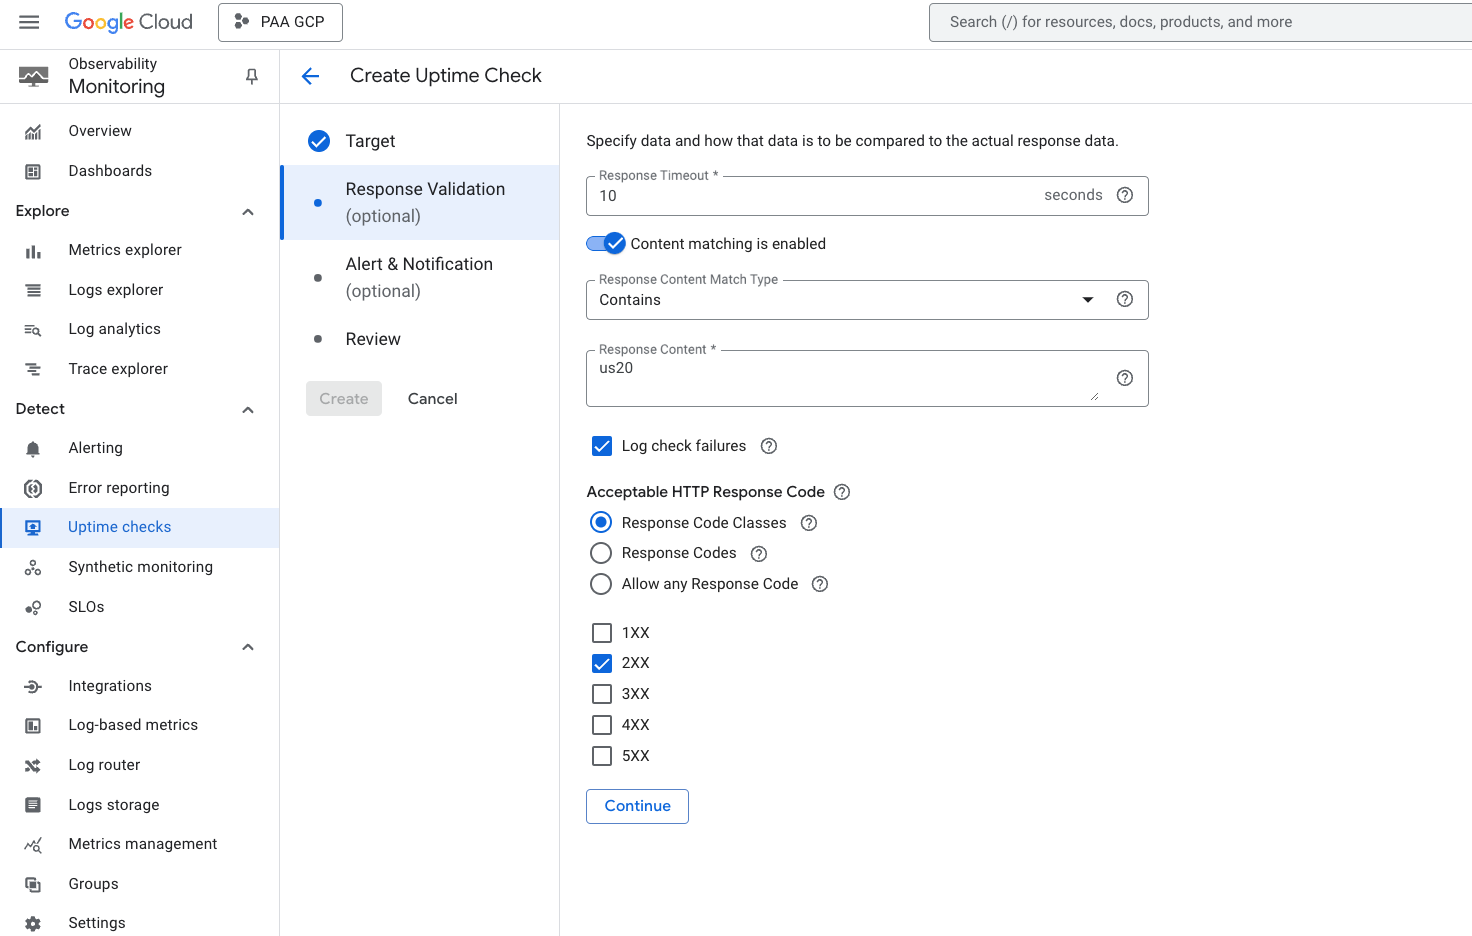 Google Cloud
PAA GCP
Search (/) for resources, docs, products, and more
Observability
Monitoring
Create Uptime Check
Overview
Dashboards
Explore
Metrics explorer
Logs explorer
Log analytics
Trace explorer
Detect
Alerting
Error reporting
Uptime checks
Synthetic monitoring
SLOs
Configure
Integrations
Log-based metrics
Log router
Logs storage
Metrics management
Groups
Settings
Target
Response Validation
(optional)
Alert & Notification
(optional)
Review
Create
Cancel
Specify data and how that data is to be compared to the actual response data.
Response Timeout *
10
seconds
Content matching is enabled
Response Content Match Type
Contains
Response Content *
us20
Log check failures
Acceptable HTTP Response Code
Response Code Classes
Response Codes
Allow any Response Code
1XX
2XX
3XX
4XX
5XX
Continue